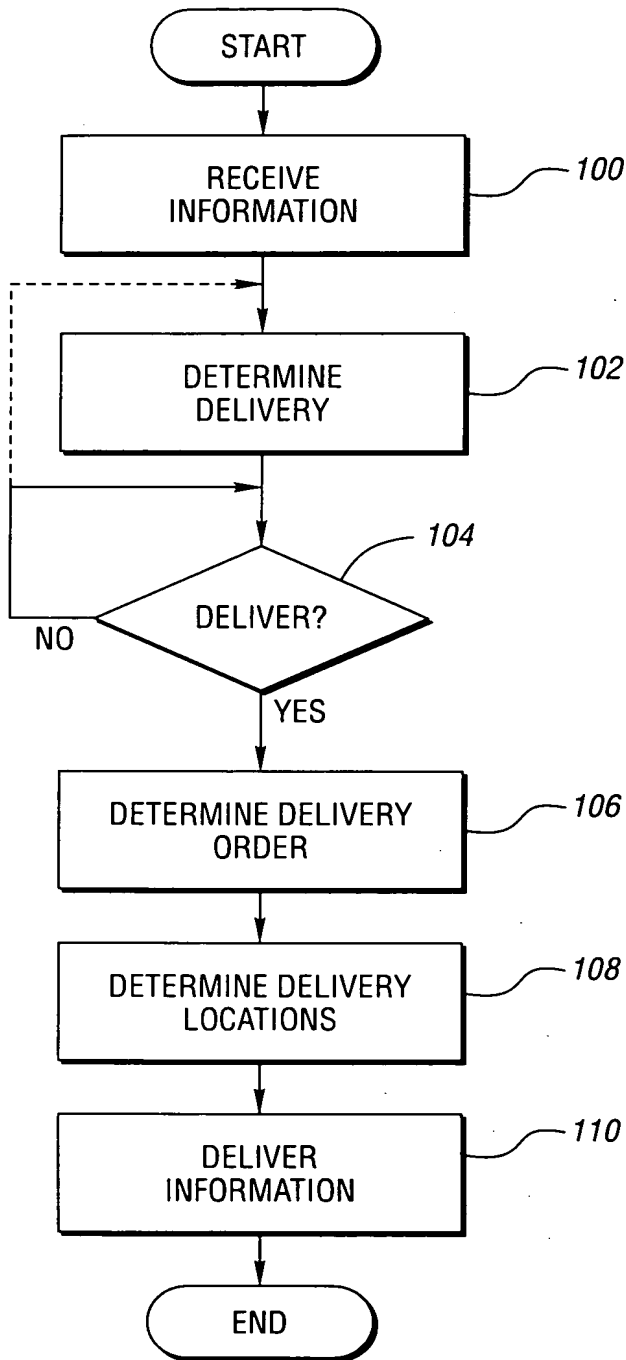 START
RECEIVE
INFORMATION
100
DETERMINE
DELIVERY
102
104
DELIVER?
NO
YES
DETERMINE DELIVERY
ORDER
106
DETERMINE DELIVERY
LOCATIONS
108
DELIVER
INFORMATION
110
END